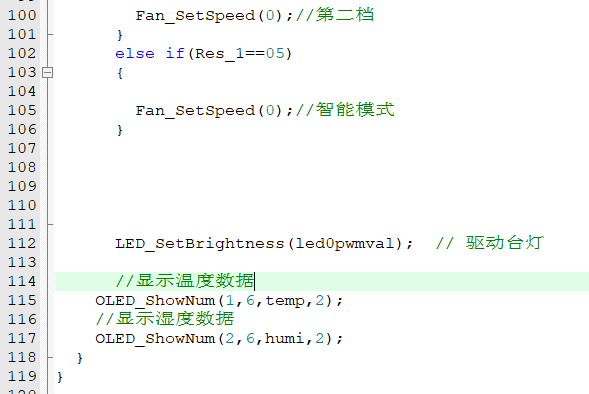 100 Fan_SetSpeed(0);//第二档
101 }
102 else if(Res_1==05)
103 {
104
105 Fan_SetSpeed(0);//智能模式
106 }
107
108
109
110
111
112 LED_SetBrightness(led0pwmval); // 驱动台灯
113
114 //显示温度数据
115 OLED_ShowNum(1,6,temp,2);
116 //显示湿度数据
117 OLED_ShowNum(2,6,humi,2);
118 }
119 }